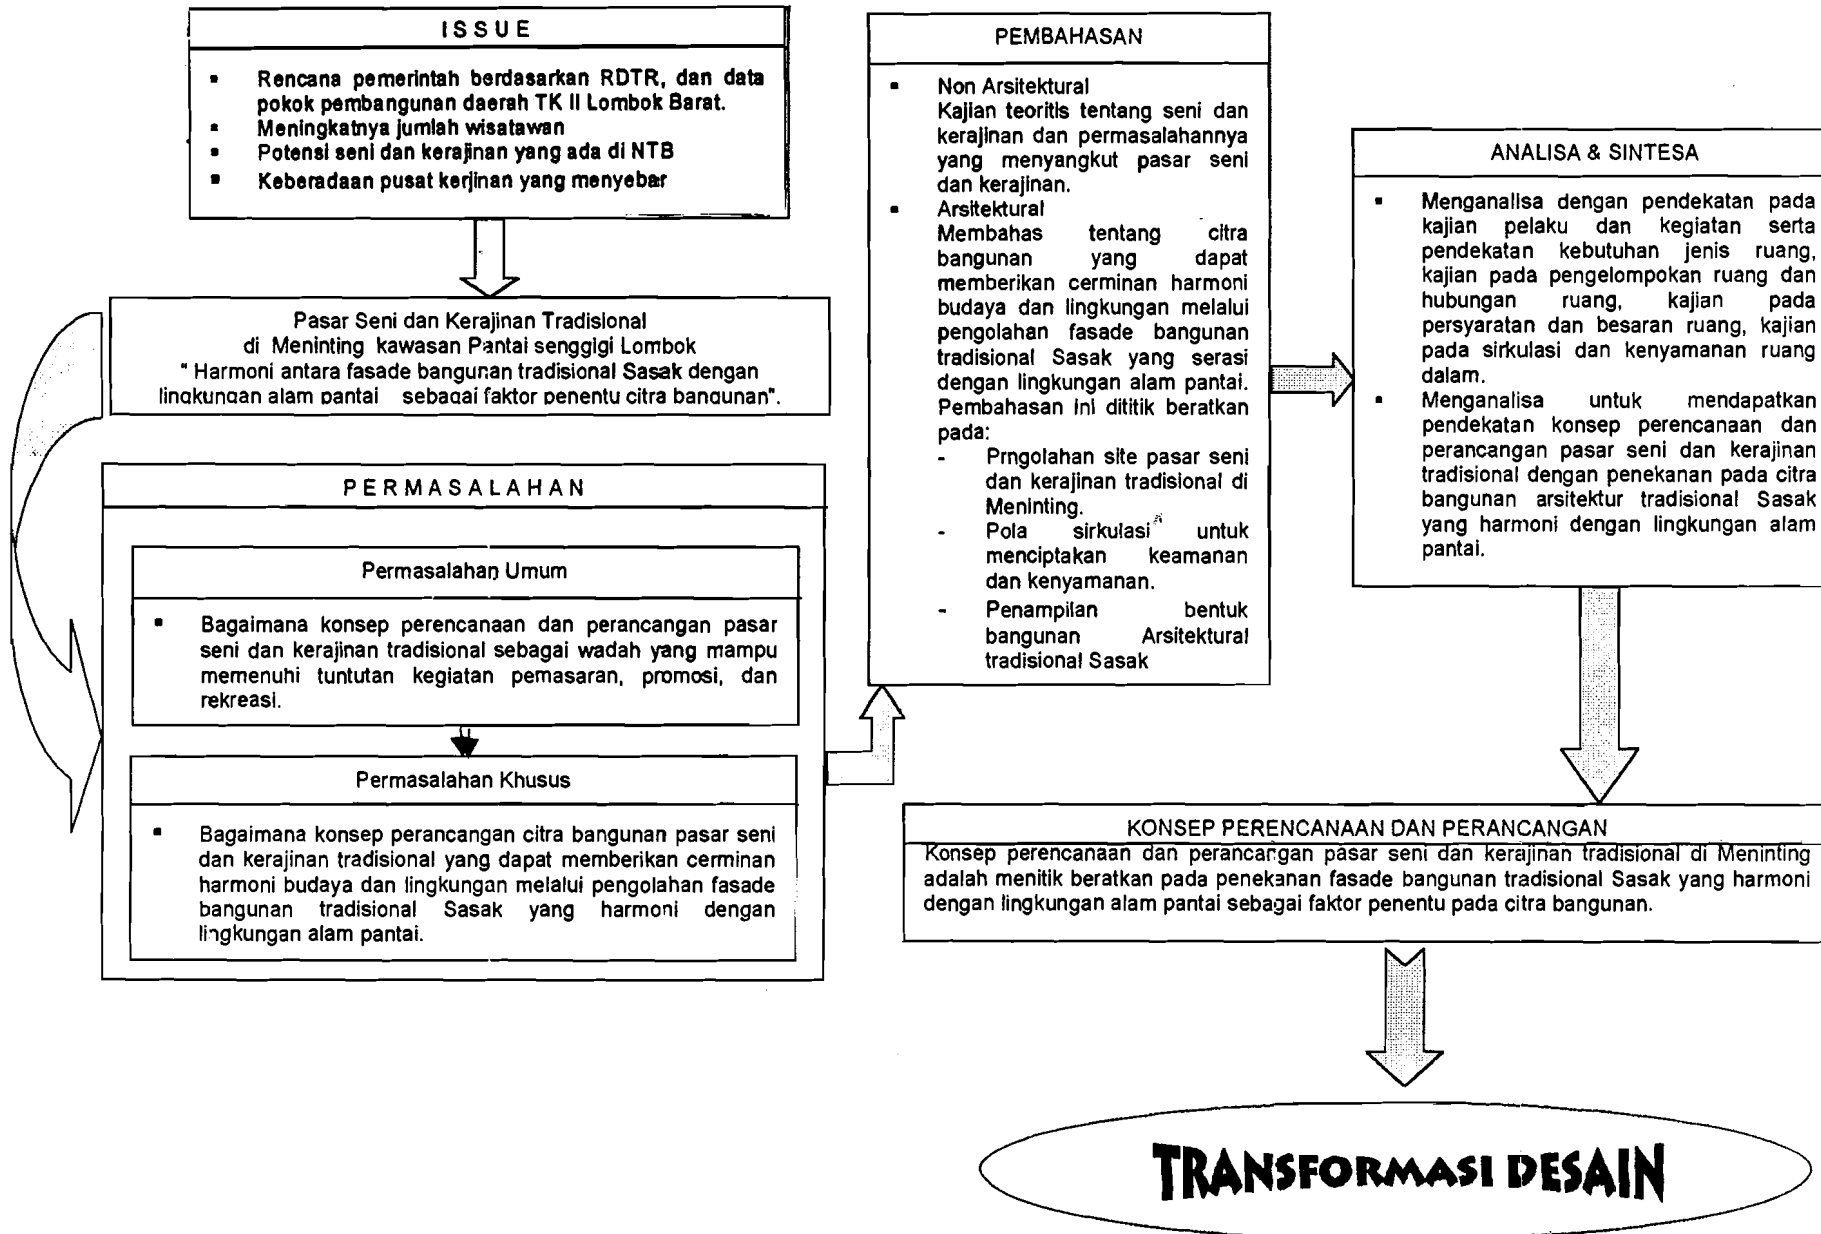 ISSUE
▪ Rencana pemerintah berdasarkan RDTR, dan data
pokok pembangunan daerah TK II Lombok Barat.
▪ Meningkatnya jumlah wisatawan
▪ Potensi seni dan kerajinan yang ada di NTB
▪ Keberadaan pusat kerjinan yang menyebar
Pasar Seni dan Kerajinan Tradisional
di Meninting kawasan Pantai senggigi Lombok
" Harmoni antara fasade bangunan tradisional Sasak dengan
lingkungan alam pantai sebagai faktor penentu citra bangunan".
PERMASALAHAN
Permasalahan Umum
▪ Bagaimana konsep perencanaan dan perancangan pasar
seni dan kerajinan tradisional sebagai wadah yang mampu
memenuhi tuntutan kegiatan pemasaran, promosi, dan
rekreasi.
Permasalahan Khusus
▪ Bagaimana konsep perancangan citra bangunan pasar seni
dan kerajinan tradisional yang dapat memberikan cerminan
harmoni budaya dan lingkungan melalui pengolahan fasade
bangunan tradisional Sasak yang harmoni dengan
lingkungan alam pantai.
PEMBAHASAN
▪ Non Arsitektural
Kajian teoritis tentang seni dan
kerajinan dan permasalahannya
yang menyangkut pasar seni
dan kerajinan.
▪ Arsitektural
Membahas tentang citra
bangunan yang dapat
memberikan cerminan harmoni
budaya dan lingkungan melalui
pengolahan fasade bangunan
tradisional Sasak yang serasi
dengan lingkungan alam pantai.
Pembahasan ini dititik beratkan
pada:
- Prngolahan site pasar seni
dan kerajinan tradisional di
Meninting.
- Pola sirkulasi untuk
menciptakan keamanan
dan kenyamanan.
- Penampilan bentuk
bangunan Arsitektural
tradisional Sasak
ANALISA & SINTESA
▪ Menganalisa dengan pendekatan pada
kajian pelaku dan kegiatan serta
pendekatan kebutuhan jenis ruang,
kajian pada pengelompokan ruang dan
hubungan ruang, kajian pada
persyaratan dan besaran ruang, kajian
pada sirkulasi dan kenyamanan ruang
dalam.
▪ Menganalisa untuk mendapatkan
pendekatan konsep perencanaan dan
perancangan pasar seni dan kerajinan
tradisional dengan penekanan pada citra
bangunan arsitektur tradisional Sasak
yang harmoni dengan lingkungan alam
pantai.
KONSEP PERENCANAAN DAN PERANCANGAN
Konsep perencanaan dan perancangan pasar seni dan kerajinan tradisional di Meninting
adalah menitik beratkan pada penekanan fasade bangunan tradisional Sasak yang harmoni
dengan lingkungan alam pantai sebagai faktor penentu pada citra bangunan.
TRANSFORMASI DESAIN